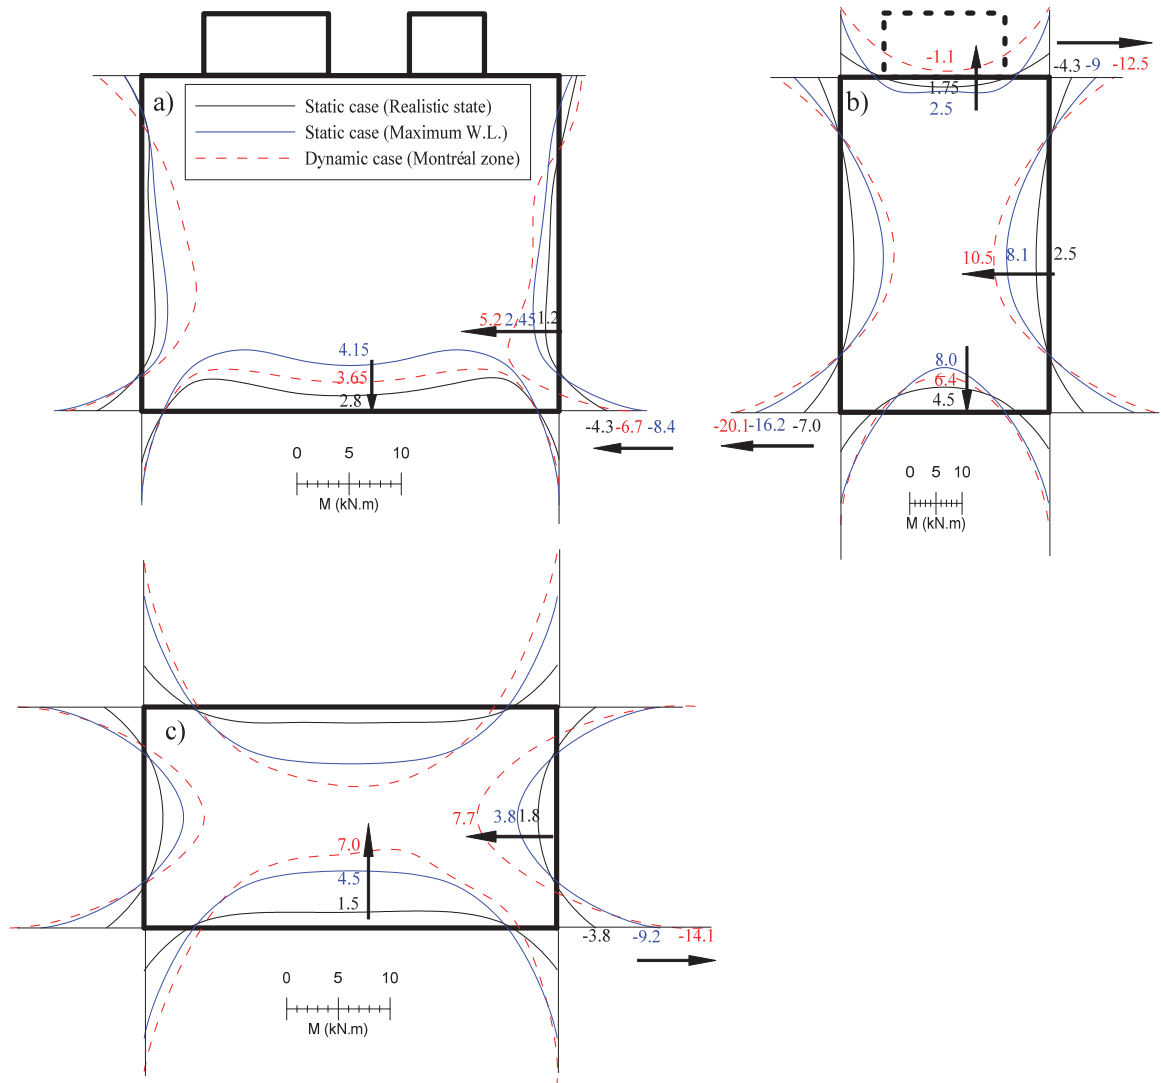 a)
Static case (Realistic state)
Static case (Maximum W.L.)
Dynamic case (Montréal zone)
5.2 2.45 1.2
4.15
3.65
2.8
-4.3 -6.7 -8.4
0 5 10
M (kN.m)
b)
-1.1
-4.3 -9 -12.5
1.75
2.5
10.5 8.1 2.5
8.0
6.4
4.5
-20.1 -16.2 -7.0
0 5 10
M (kN.m)
c)
7.7 3.8 1.8
7.0
4.5
1.5
-3.8 -9.2 -14.1
0 5 10
M (kN.m)